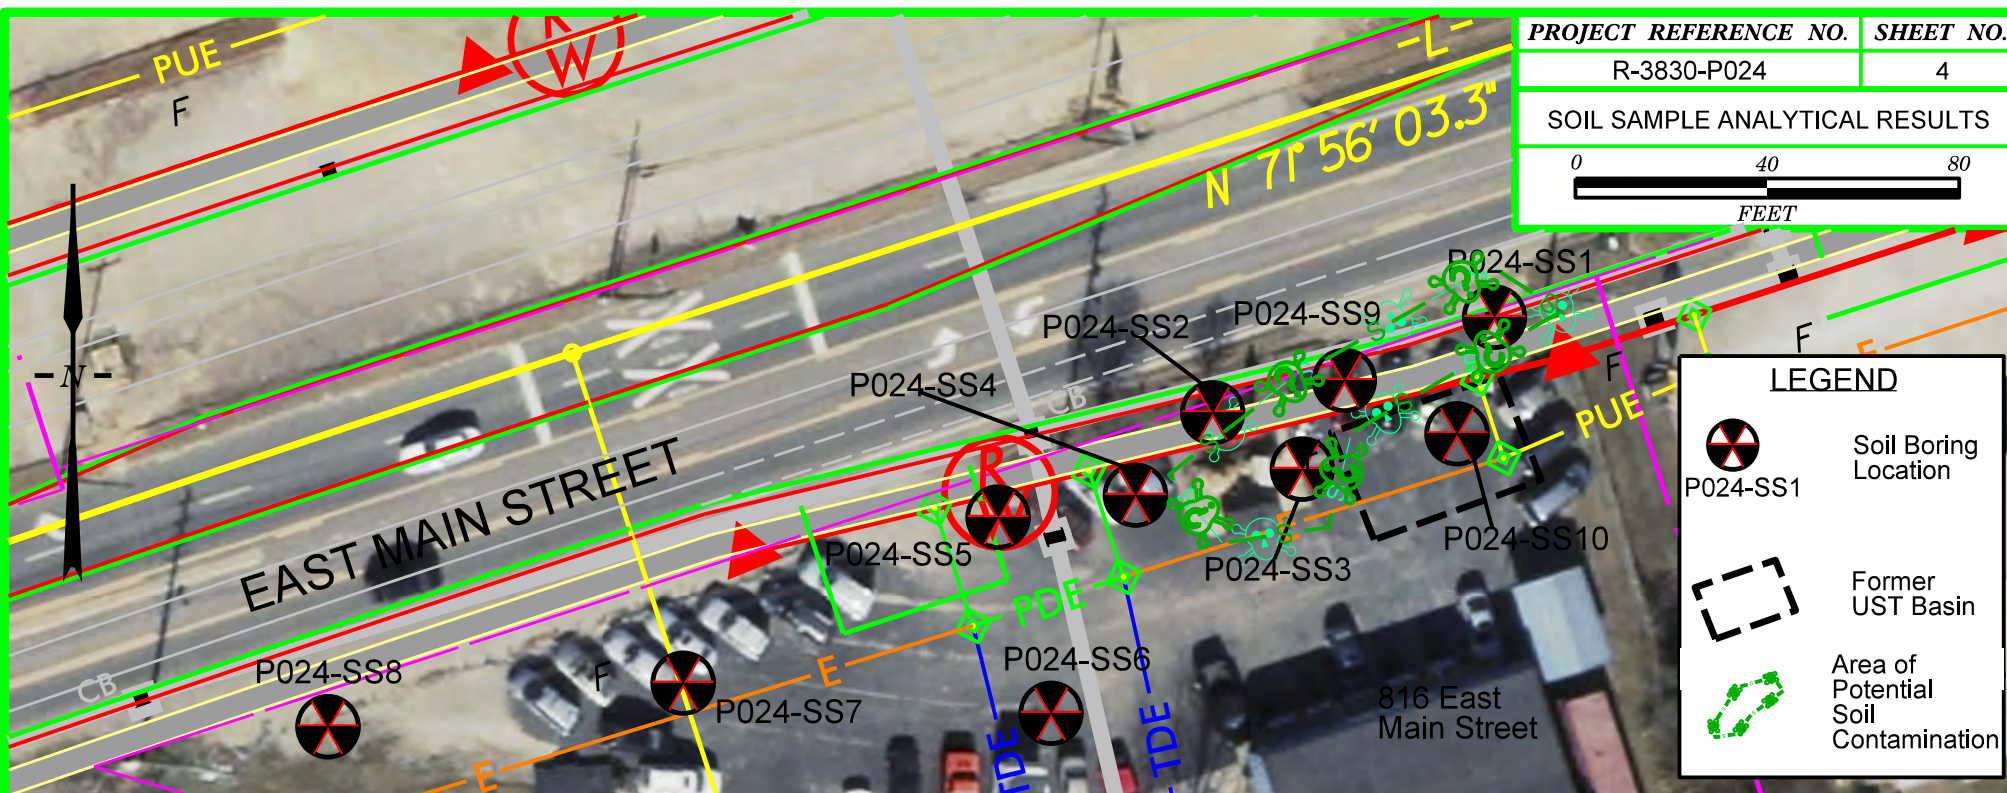 PROJECT REFERENCE NO. SHEET NO.
R-3830-P024 4
SOIL SAMPLE ANALYTICAL RESULTS
0 40 80
FEET
PUE
F
R
W
-L-
N 71° 56' 03.3"
P024-SS1
P024-SS9
P024-SS2
P024-SS4
CB
-N-
EAST MAIN STREET
R
W
P024-SS5
P024-SS3
P024-SS10
PDE
PUE
F
F
E
E
P024-SS8
CB
F
P024-SS7
P024-SS6
E
E
TDE
TDE
816 East
Main Street
LEGEND
P024-SS1
Soil Boring
Location
Former
UST Basin
Area of
Potential
Soil
Contamination